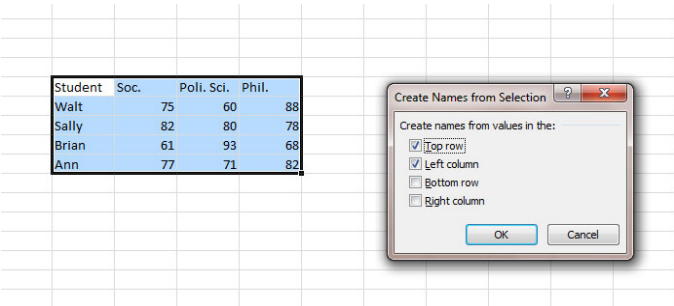 Student Soc. Poli. Sci. Phil.
Walt 75 60 88
Sally 82 80 78
Brian 61 93 68
Ann 77 71 82
Create Names from Selection ? X
Create names from values in the:
Top row
Left column
Bottom row
Right column
OK Cancel